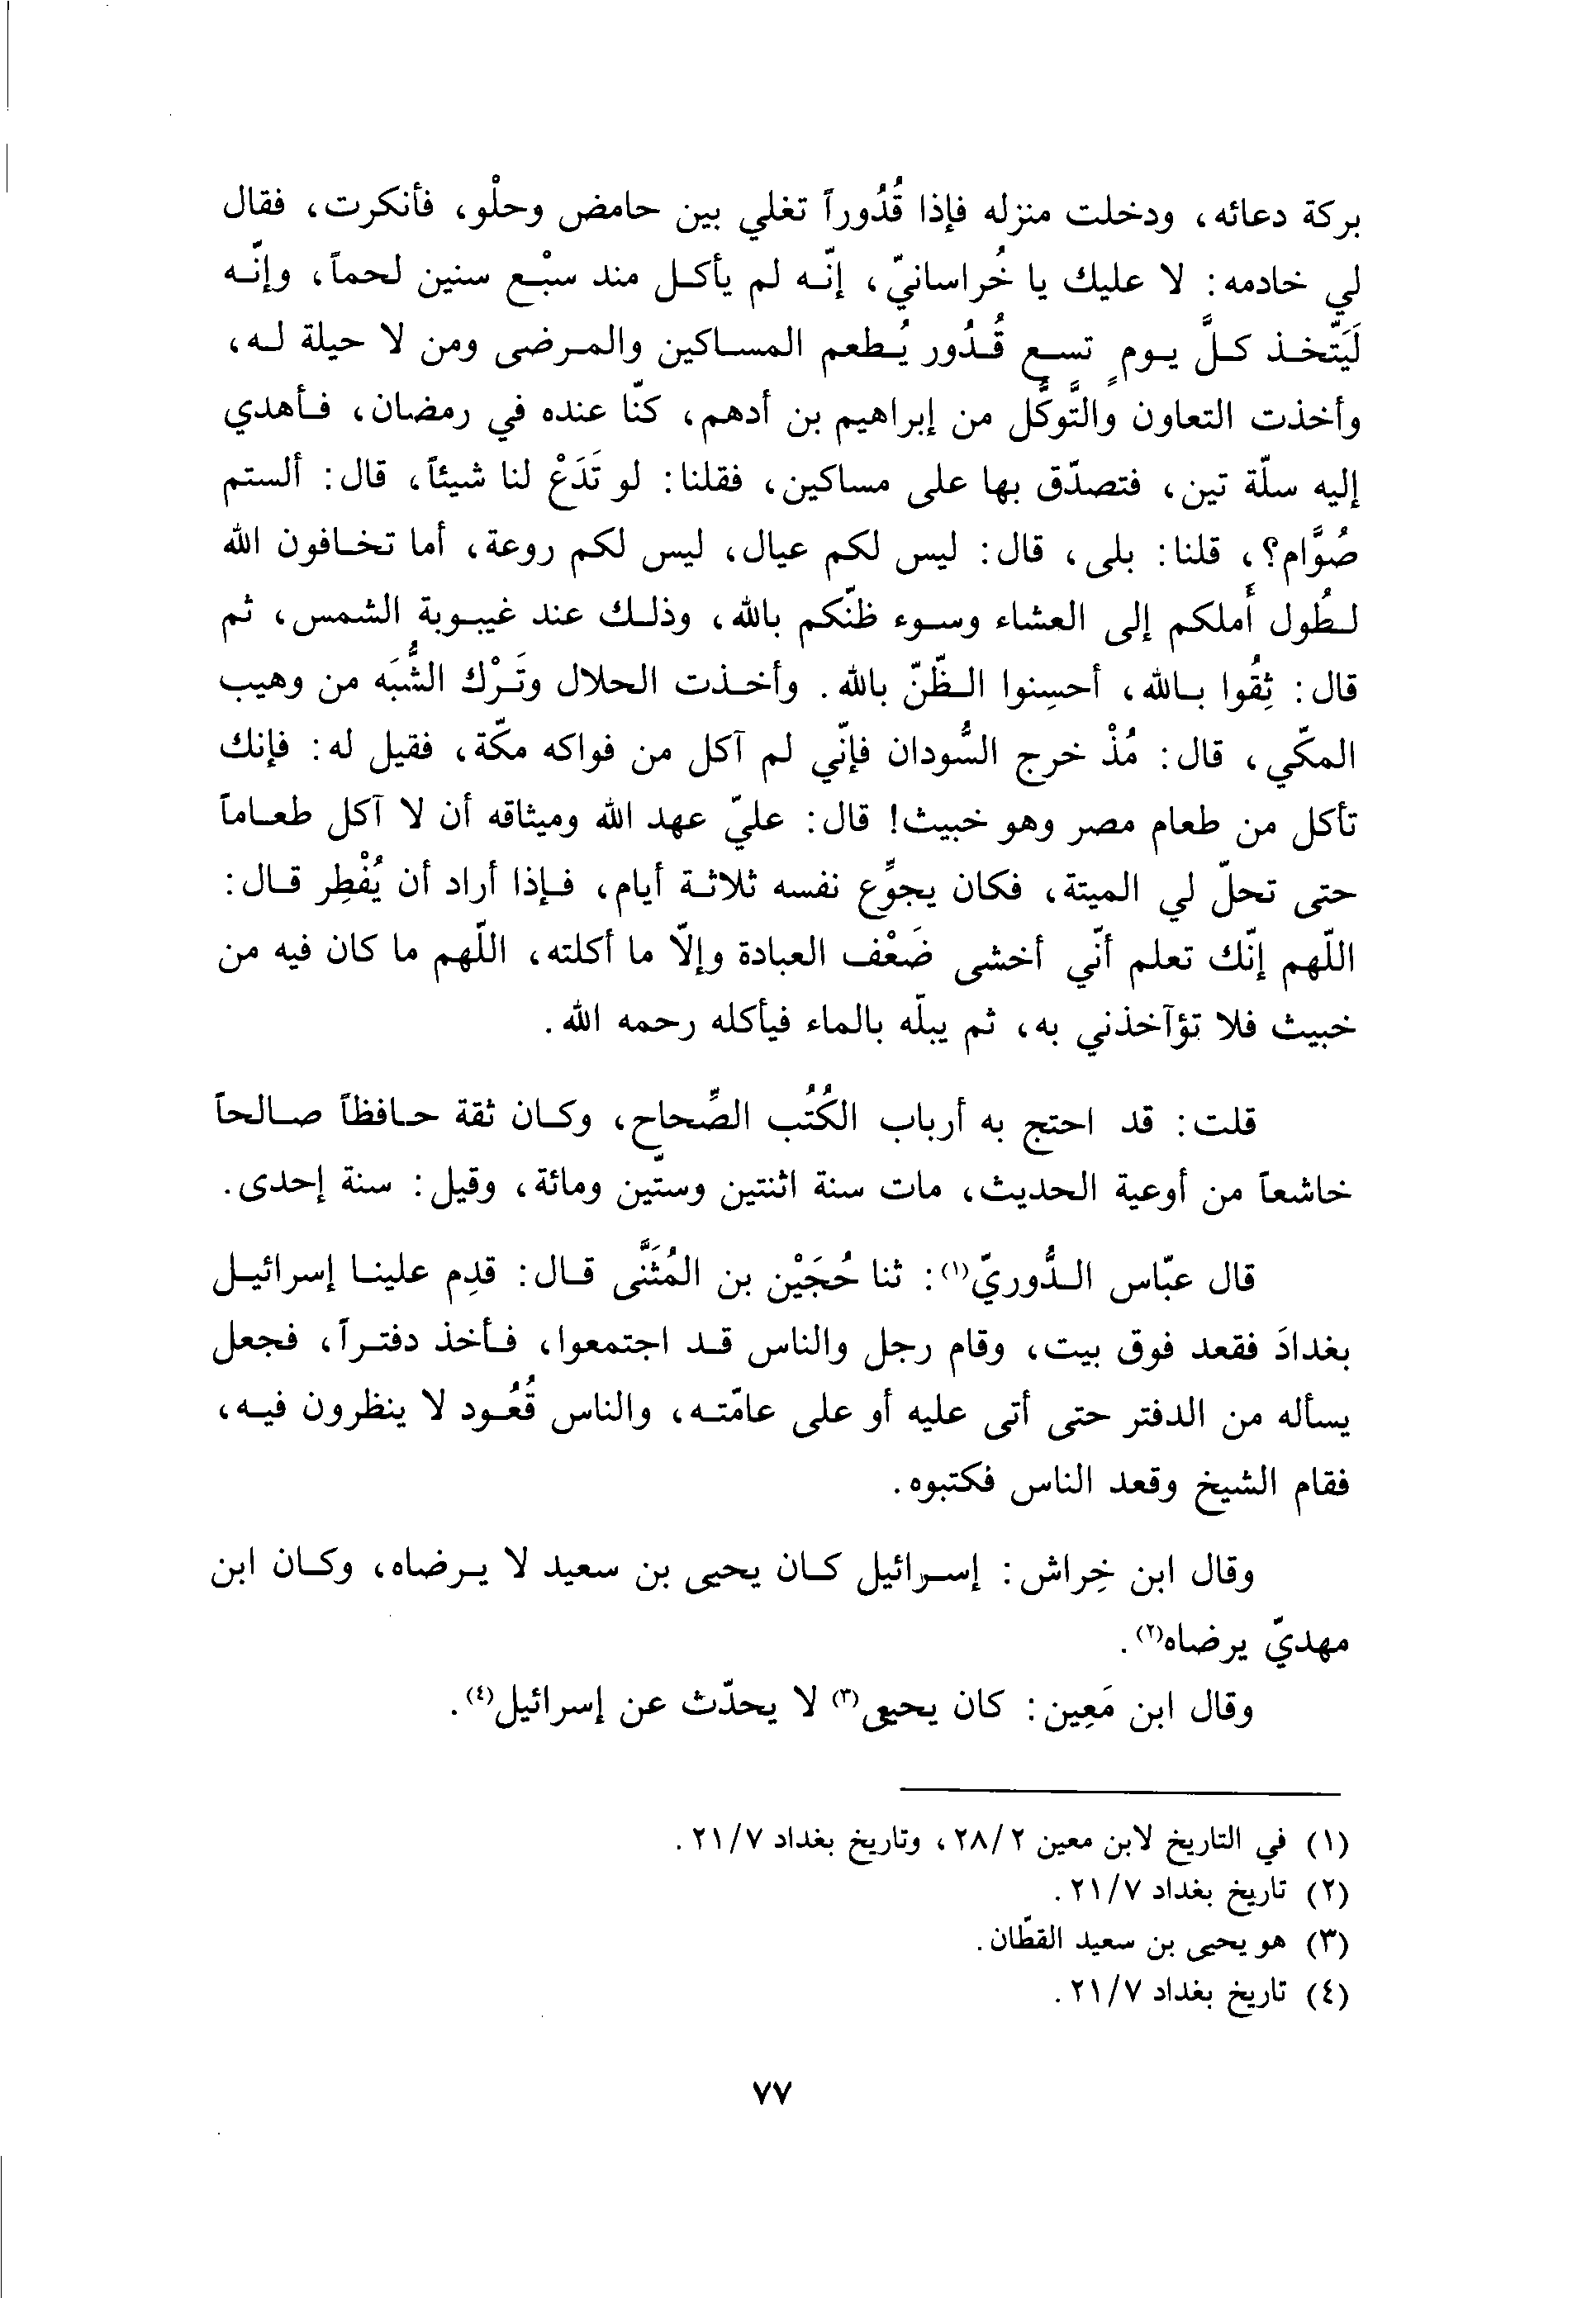 بركة دعائه، ودخلت منزله فإذا قُدُوراً تغلي بين حامض وحلْو، فأنكرت، فقال
لي خادمه: لا عليك يا خُراسانيّ، إنّه لم يأكل مند سبْع سنين لحماً، وإنّه
لَيَتّخذ كلَّ يومٍ تسع قُدُور يُطعم المساكين والمرضى ومن لا حيلة له،
وأخذت التعاون والتَّوكُّل من إبراهيم بن أدهم، كنّا عنده في رمضان، فأهدي
إليه سلّة تين، فتصدّق بها على مساكين، فقلنا: لو تَدَعْ لنا شيئاً، قال: ألستم
صُوَّام؟، قلنا: بلى، قال: ليس لكم عيال، ليس لكم روعة، أما تخافون الله
لطُول أَملكم إلى العشاء وسوء ظنّكم بالله، وذلك عند غيبوبة الشمس، ثم
قال: ثِقُوا بالله، أحسِنوا الظّنّ بالله. وأخذت الحلال وتَرْك الشُّبَه من وهيب
المكّي، قال: مُذْ خرج السُّودان فإنّي لم آكل من فواكه مكّة، فقيل له: فإنك
تأكل من طعام مصر وهو خبيث! قال: عليّ عهد الله وميثاقه أن لا آكل طعاماً
حتى تحلّ لي الميتة، فكان يجوِّع نفسه ثلاثة أيام، فإذا أراد أن يُفْطِر قال:
اللّهم إنّك تعلم أنّي أخشى ضَعْف العبادة وإلاّ ما أكلته، اللّهم ما كان فيه من
خبيث فلا تؤآخذني به، ثم يبلّه بالماء فيأكله رحمه الله.
قلت: قد احتج به أرباب الكُتُب الصِّحاح، وكان ثقة حافظاً صالحاً
خاشعاً من أوعية الحديث، مات سنة اثنتين وستّين ومائة، وقيل: سنة إحدى.
قال عبّاس الدُّوريّ(١): ثنا حُجَيْن بن المُثَنَّى قال: قدِم علينا إسرائيل
بغدادَ فقعد فوق بيت، وقام رجل والناس قد اجتمعوا، فأخذ دفتراً، فجعل
يسأله من الدفتر حتى أتى عليه أو على عامّته، والناس قُعُود لا ينظرون فيه،
فقام الشيخ وقعد الناس فكتبوه.
وقال ابن خِراش: إسرائيل كان يحيى بن سعيد لا يرضاه، وكان ابن
مهديّ يرضاه(٢).
وقال ابن مَعِين: كان يحيى(٣) لا يحدّث عن إسرائيل(٤).
(١) في التاريخ لابن معين ٢٨/٢، وتاريخ بغداد ٢١/٧.
(٢) تاريخ بغداد ٢١/٧.
(٣) هو يحيى بن سعيد القطّان.
(٤) تاريخ بغداد ٢١/٧.
٧٧